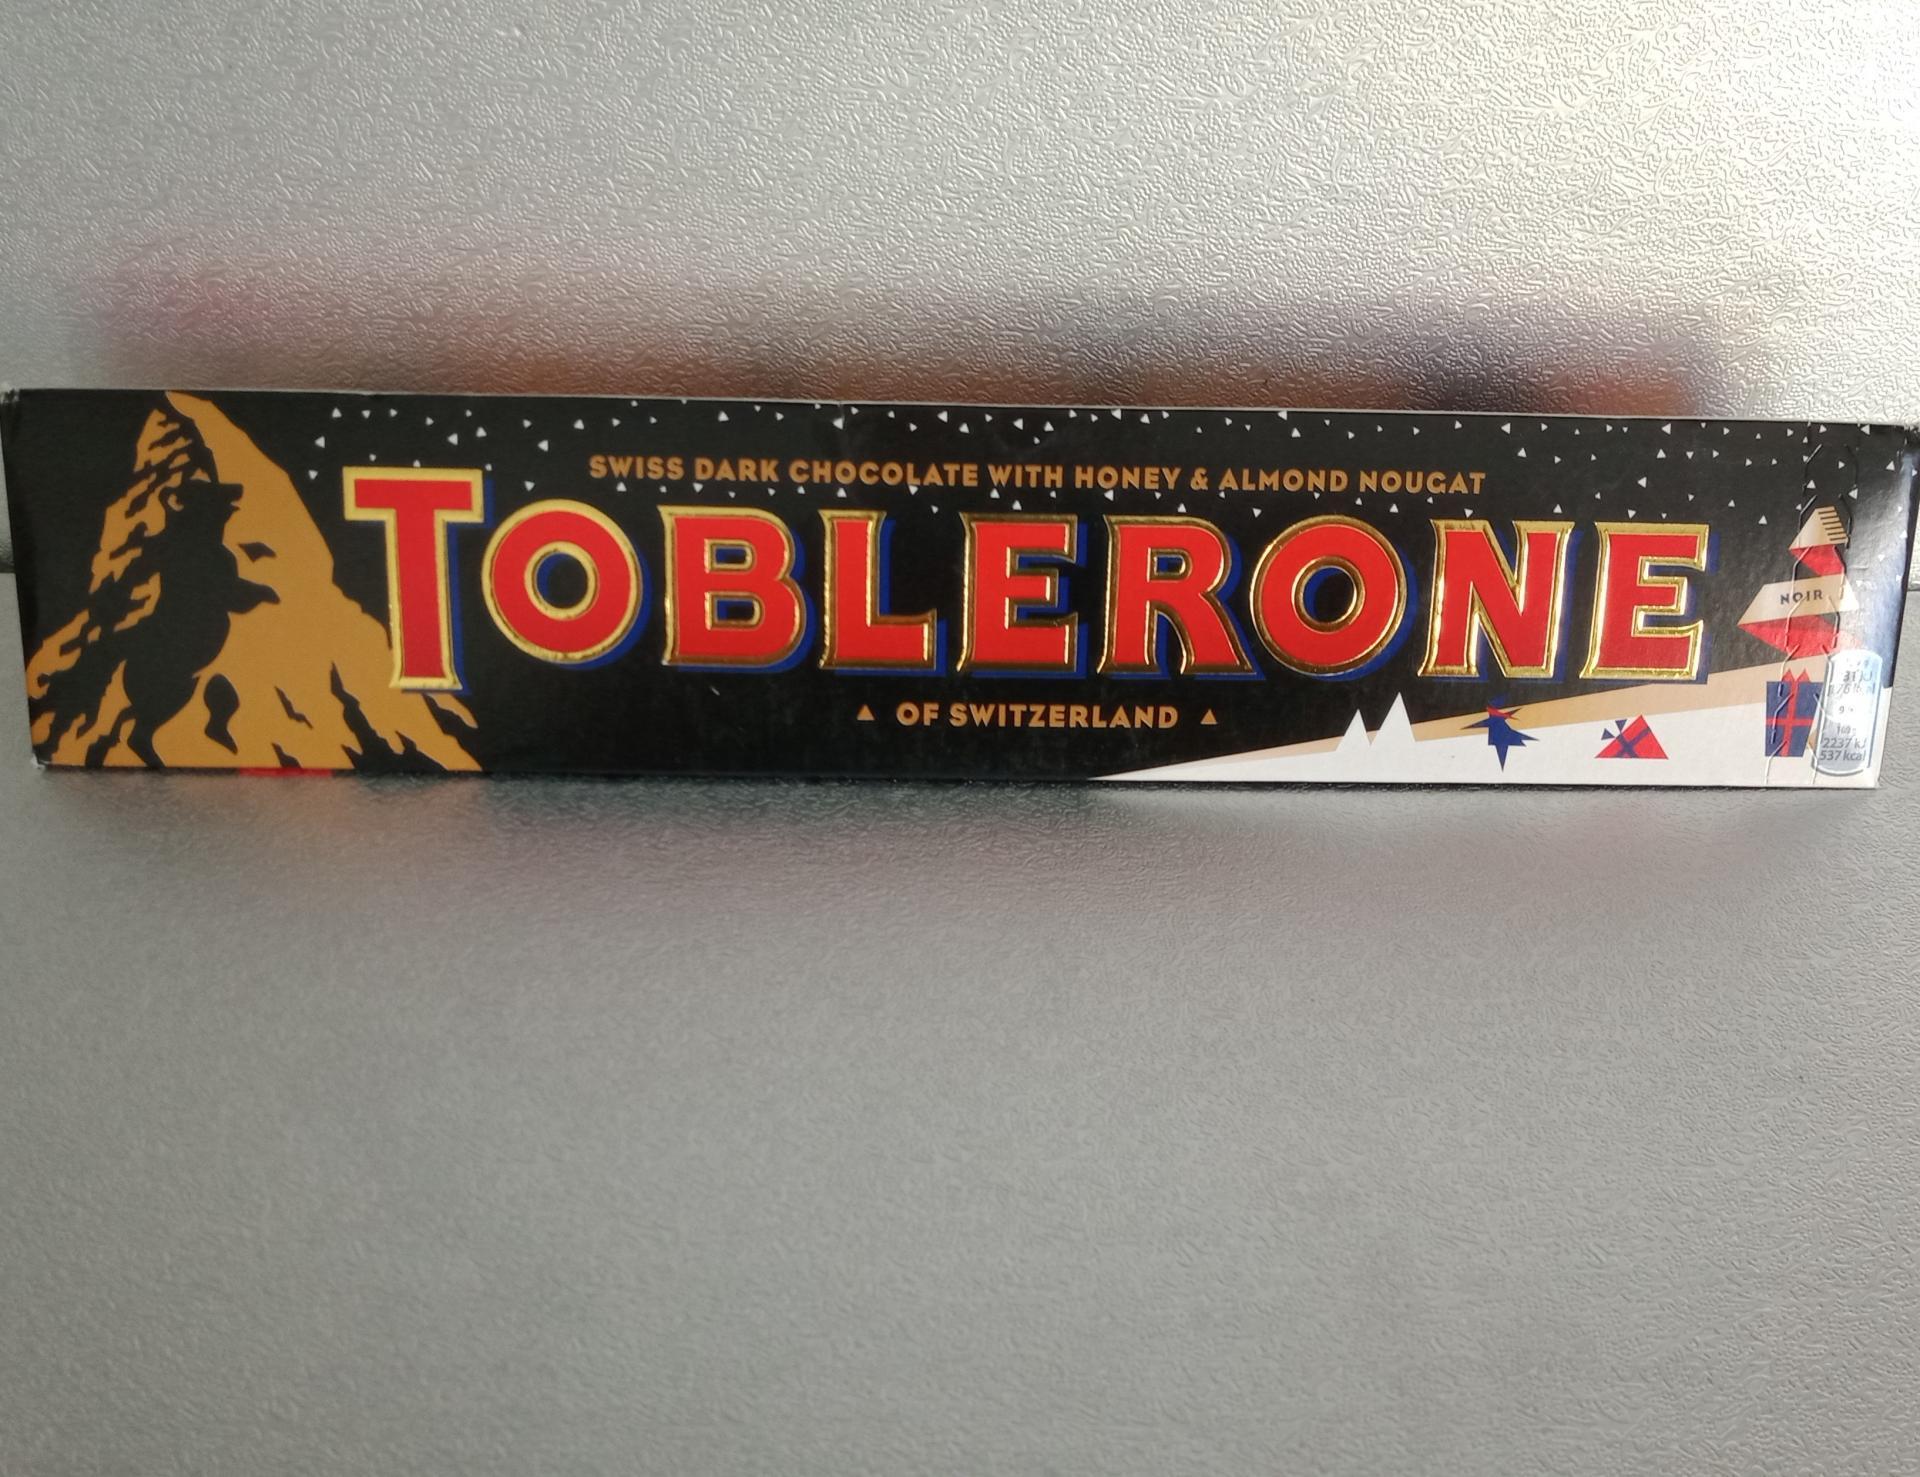 SWISS DARK CHOCOLATE WITH HONEY & ALMOND NOUGAT
TOBLERONE
OF SWITZERLAND
NOIR
2237 kJ
537 kcal